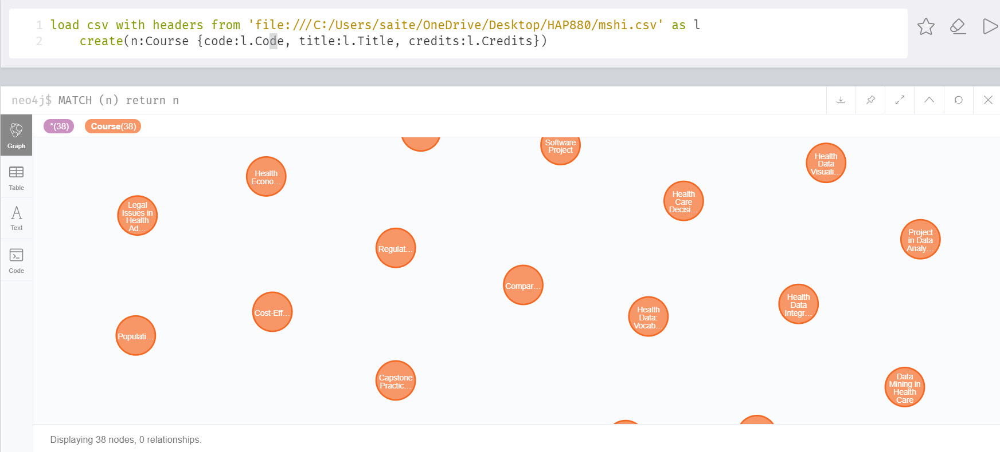 1 load csv with headers from 'file:///C:/Users/saite/OneDrive/Desktop/HAP880/mshi.csv' as l
2 create(n:Course {code:l.Code, title:l.Title, credits:l.Credits})
neo4j$ MATCH (n) return n
*(38) Course(38)
Graph
Table
Text
Code
Software
Project
Health
Data
Visuali...
Health
Econo...
Health
Care
Decisi...
Legal
Issues in
Health
Ad...
Project
in Data
Analy...
Regulat...
Compar...
Health
Data
Integr...
Cost-Eff...
Health
Data:
Vocab...
Populati...
Capstone
Practic...
Data
Mining in
Health
Care
Displaying 38 nodes, 0 relationships.